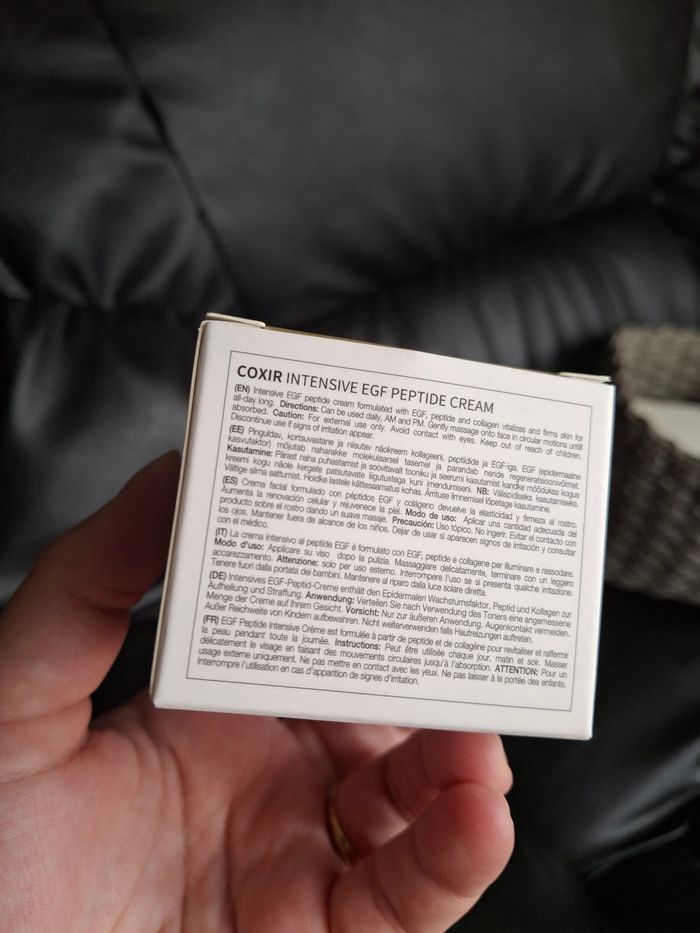 COXIR INTENSIVE EGF PEPTIDE CREAM
(EN) Intensive EGF peptide cream formulated with EGF, peptide and collagen vitalizes and firms skin for
all-day long. Directions: Can be used daily, AM and PM. Gently massage onto face in circular motions until
absorbed. Caution: For external use only. Avoid contact with eyes. Keep out of reach of children.
Discontinue use if signs of irritation appear.
(EE) Pinguldav, kortsuvastane ja niisutav näokreem kollageeni, peptiidide ja EGF-iga. EGF (epidermaalne
kasvufaktor) mõjutab naharakke molekulaarsel tasemel ja parandab nende regeneratsioonivõimet.
Kasutamine: Pärast naha puhastamist ja soovitavalt tooniku ja seerumi kasutamist kandke mõõdukas kogus
kreemi kogu näole kergete patsutavate liigutustega kuni imendumiseni. NB: Välispidiseks kasutamiseks.
Vältige silma sattumist. Hoidke lastele kättesaamatus kohas. Ärrituse ilmnemisel lõpetage kasutamine.
(ES) Crema facial formulado con péptidos EGF y colágeno devuelve la elasticidad y firmeza al rostro.
Aumenta la renovación celular y rejuvenece la piel. Modo de uso: Aplicar una cantidad adecuada del
producto sobre el rostro dando un suave masaje. Precaución: Uso tópico. No ingerir. Evitar el contacto con
los ojos. Mantener fuera de alcance de los niños. Dejar de usar si aparecen signos de irritación y consultar
con el médico.
(IT) La crema intensivo al peptide EGF è formulato con EGF, peptide e collagene per illuminare e rassodare.
Modo d'uso: Applicare su viso dopo la pulizia. Massaggiare delicatamente, terminare con un leggero
accarezzamento. Attenzione: solo per uso esterno. Interrompere l'uso se si presenta qualche irritazione.
Tenere fuori dalla portata dei bambini. Mantenere al riparo dalla luce solare diretta.
(DE) Intensives EGF-Peptid-Creme enthält den Epidermalen Wachstumsfaktor, Peptid und Kollagen zur
Aufhellung und Straffung. Anwendung: Verteilen Sie nach Verwendung des Toners eine angemessene
Menge der Creme auf Ihrem Gesicht. Vorsicht: Nur zur äußeren Anwendung. Augenkontakt vermeiden.
Außer Reichweite von Kindern aufbewahren. Nicht weiterverwenden falls Hautreizungen auftreten.
(FR) EGF Peptide Intensive Créme est formulée à partir de peptide et de collagène pour revitaliser et raffermir
la peau pendant toute la journée. Instructions: Peut être utilisée chaque jour, matin et soir. Masser
délicatement le visage en faisant des mouvements circulaires jusqu'à l'absorption. ATTENTION: Pour un
usage externe uniquement. Ne pas mettre en contact avec les yeux. Ne pas laisser à la portée des enfants.
Interrompre l'utilisation en cas d'apparition de signes d'irritation.